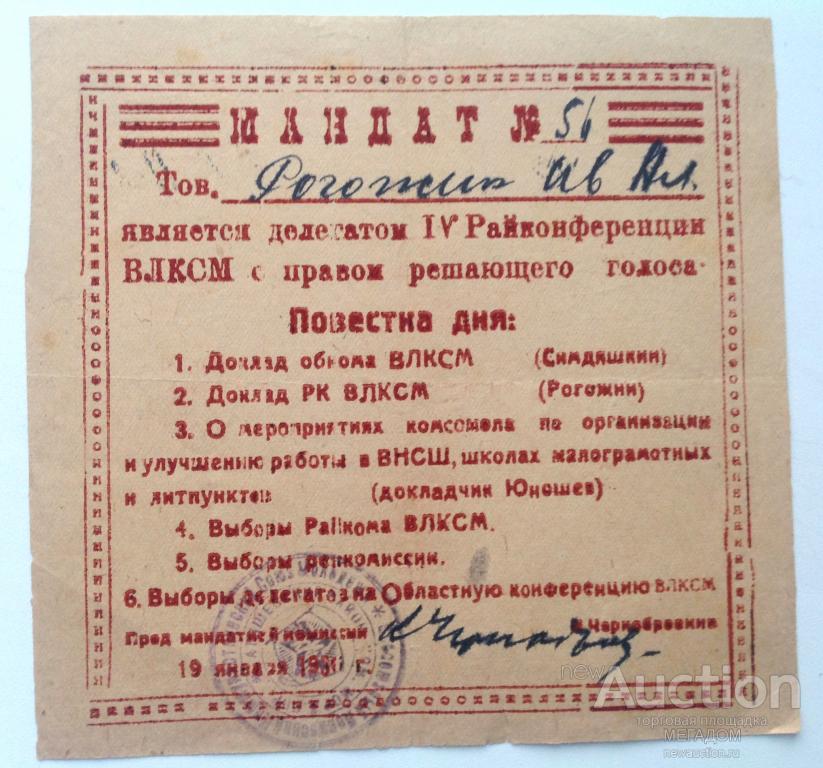 МАНДАТ № 56
Тов. Рогожин Ив Ал.
является делегатом IV Райконференции
ВЛКСМ с правом решающего голоса
Повестка дня:
1. Доклад обкома ВЛКСМ (Симдяшкин)
2. Доклад РК ВЛКСМ (Рогожин)
3. О мероприятиях комсомола по организации
и улучшению работы в ВНСШ, школах малограмотных
и литпунктов (докладчик Юношев)
4. Выборы Райкома ВЛКСМ.
5. Выборы ревкомиссии.
6. Выборы делегатов на Областную конференцию ВЛКСМ
Пред мандатной комиссии Чернобровкин
19 января г.
newAuction
торговая площадка
МЕГАДОМ
newauction.ru